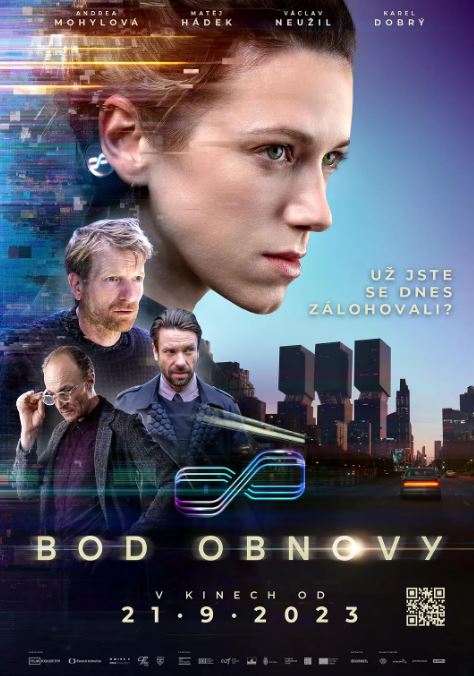 ANDREA
MOHYLOVÁ
MATĚJ
HÁDEK
VÁCLAV
NEUŽIL
KAREL
DOBRÝ
UŽ JSTE
SE DNES
ZÁLOHOVALI?
BOD OBNOVY
V KINECH OD
21·9·2023